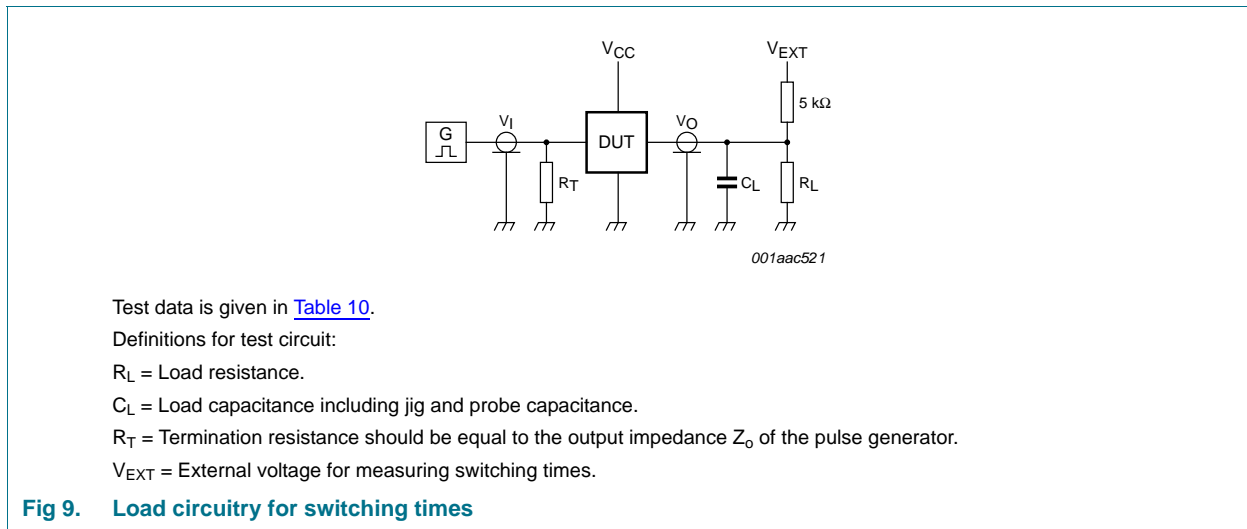 VCC
VEXT
5 kΩ
G
VI
DUT
VO
RT
CL
RL
001aac521
Test data is given in Table 10.
Definitions for test circuit:
RL = Load resistance.
CL = Load capacitance including jig and probe capacitance.
RT = Termination resistance should be equal to the output impedance Zo of the pulse generator.
VEXT = External voltage for measuring switching times.
Fig 9. Load circuitry for switching times